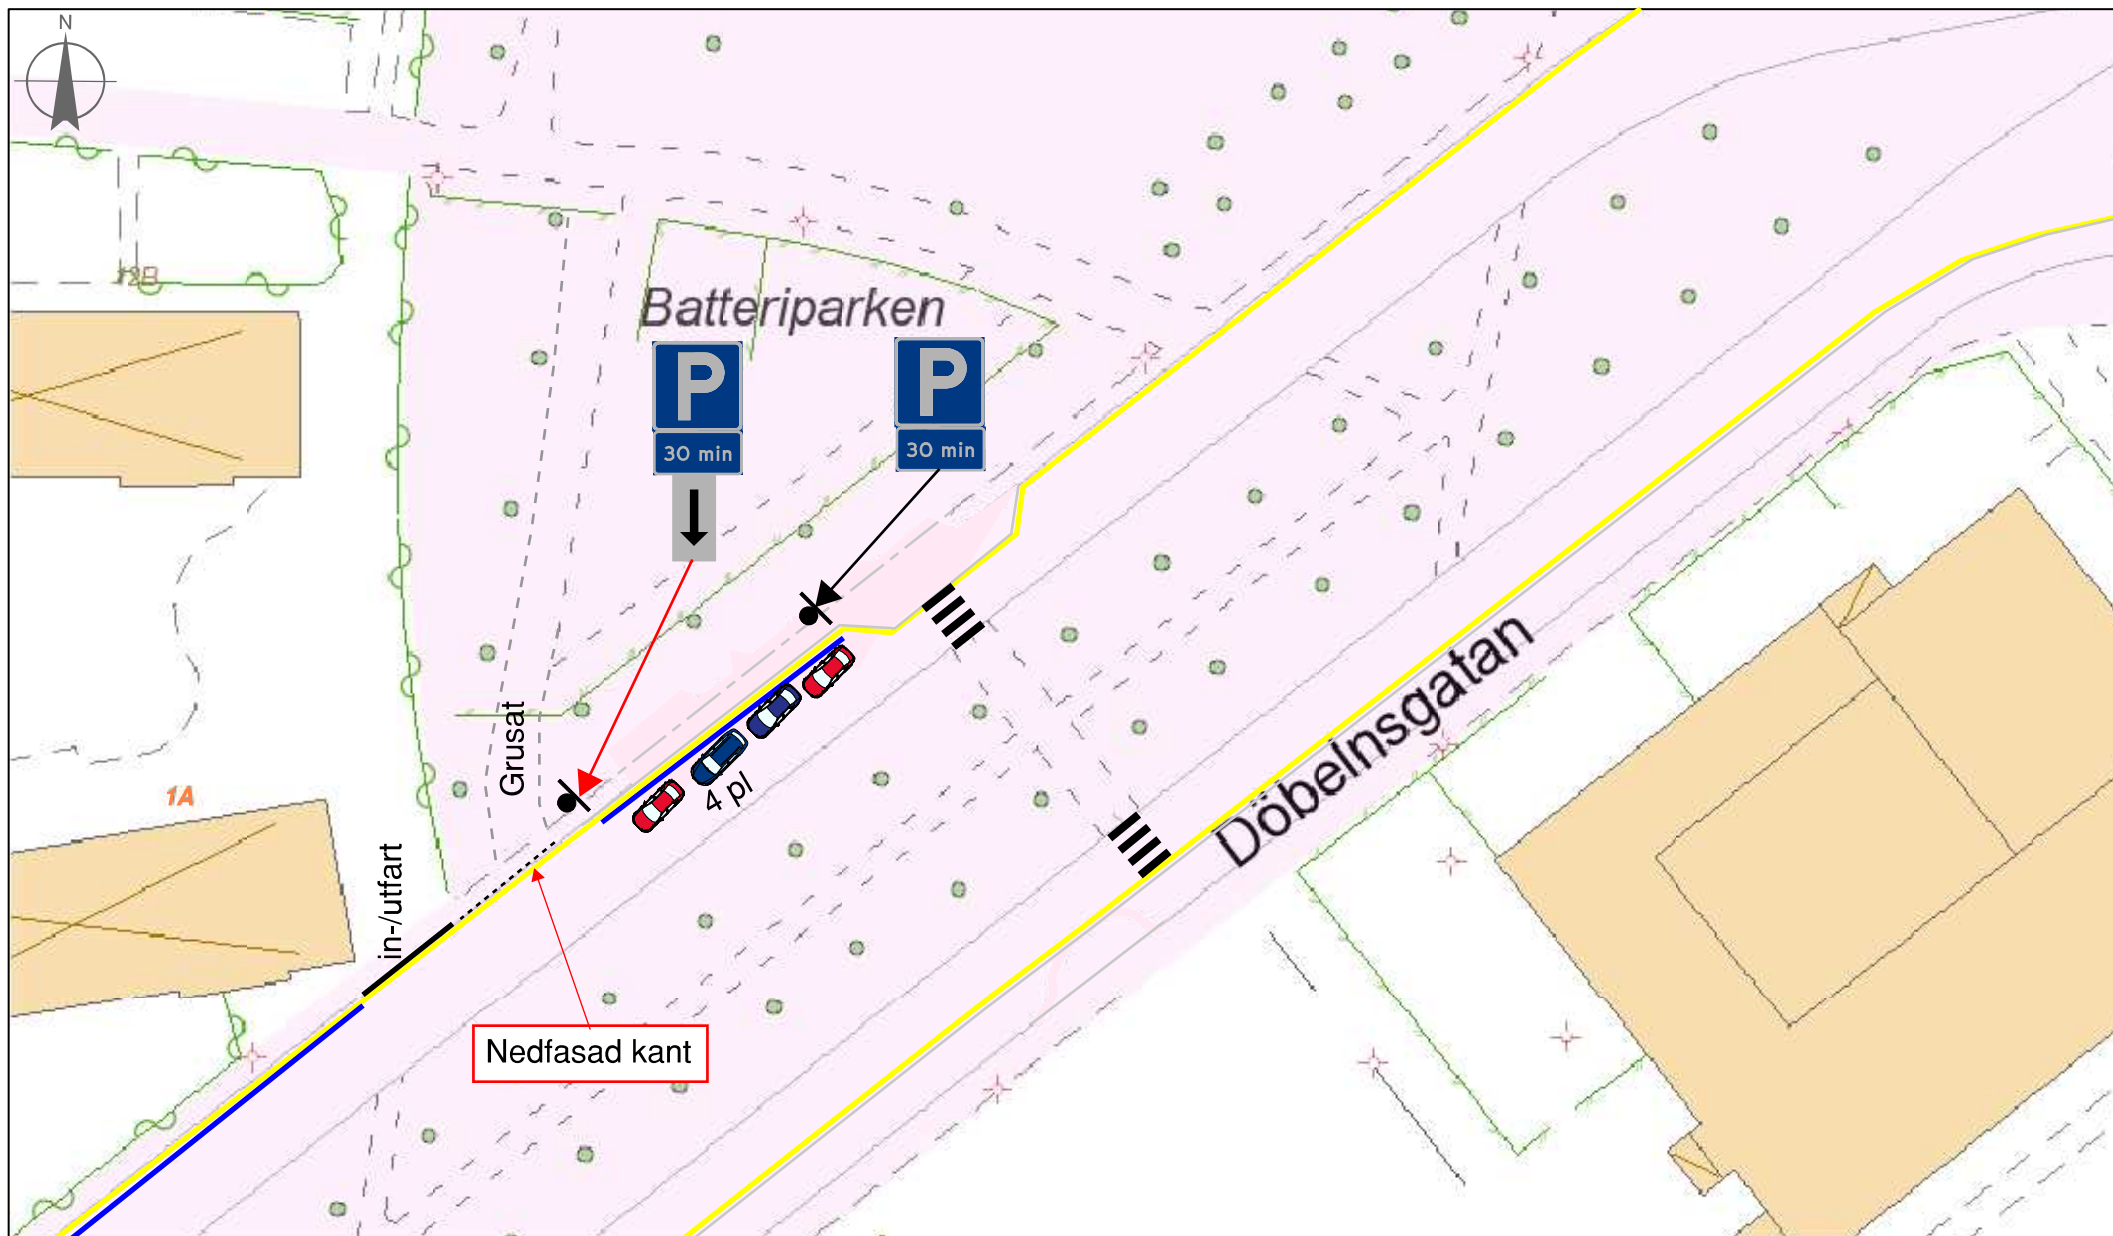 N
12B
Batteriparken
P
30 min
P
30 min
Grusat
4 pl
Döbelnsgatan
1A
in-/utfart
Nedfasad kant